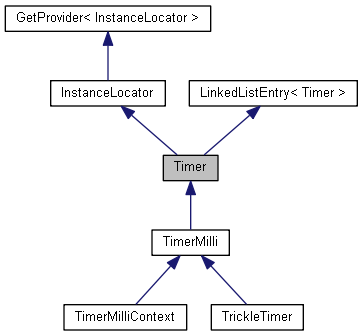 GetProvider< InstanceLocator >
InstanceLocator
LinkedListEntry< Timer >
Timer
TimerMilli
TimerMilliContext
TrickleTimer